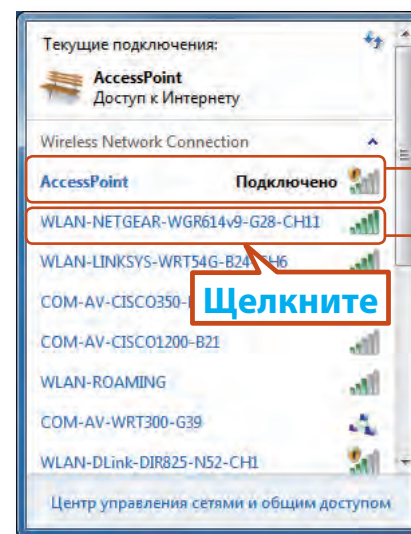 Текущие подключения:
AccessPoint
Доступ к Интернету
Wireless Network Connection
AccessPoint Подключено
WLAN-NETGEAR-WGR614v9-G28-CH11
WLAN-LINKSYS-WRT54G-B24-CH6
COM-AV-CISCO350-
Щелкните
COM-AV-CISCO1200-B21
WLAN-ROAMING
COM-AV-WRT300-G39
WLAN-DLink-DIR825-N52-CH1
Центр управления сетями и общим доступом